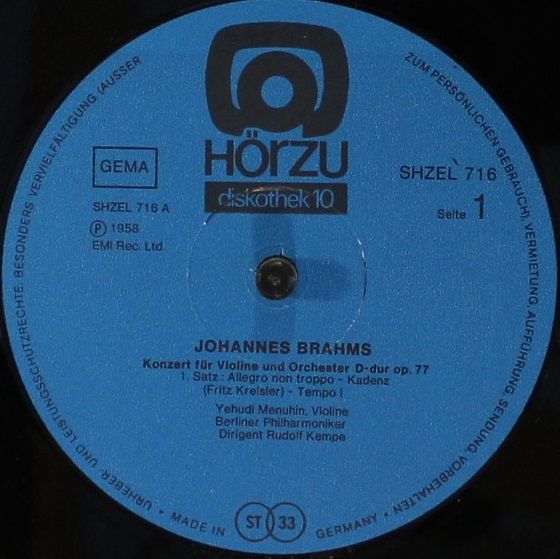 HÖRZU
diskothek 10
GEMA
SHZEL 716 A
Ⓟ 1958
EMI Rec. Ltd.
SHZEL 716
Seite 1
JOHANNES BRAHMS
Konzert für Violine und Orchester D-dur op. 77
1. Satz: Allegro non troppo - Kadenz
(Fritz Kreisler) - Tempo I
Yehudi Menuhin, Violine
Berliner Philharmoniker
Dirigent Rudolf Kempe
URHEBER- UND LEISTUNGSSCHUTZRECHTE BESONDERS VERVIELFÄLTIGUNG (AUSSER ZUM PERSÖNLICHEN GEBRAUCH), VERMIETUNG, AUFFÜHRUNG, SENDUNG, VORBEHALTEN
• MADE IN ST 33 GERMANY •